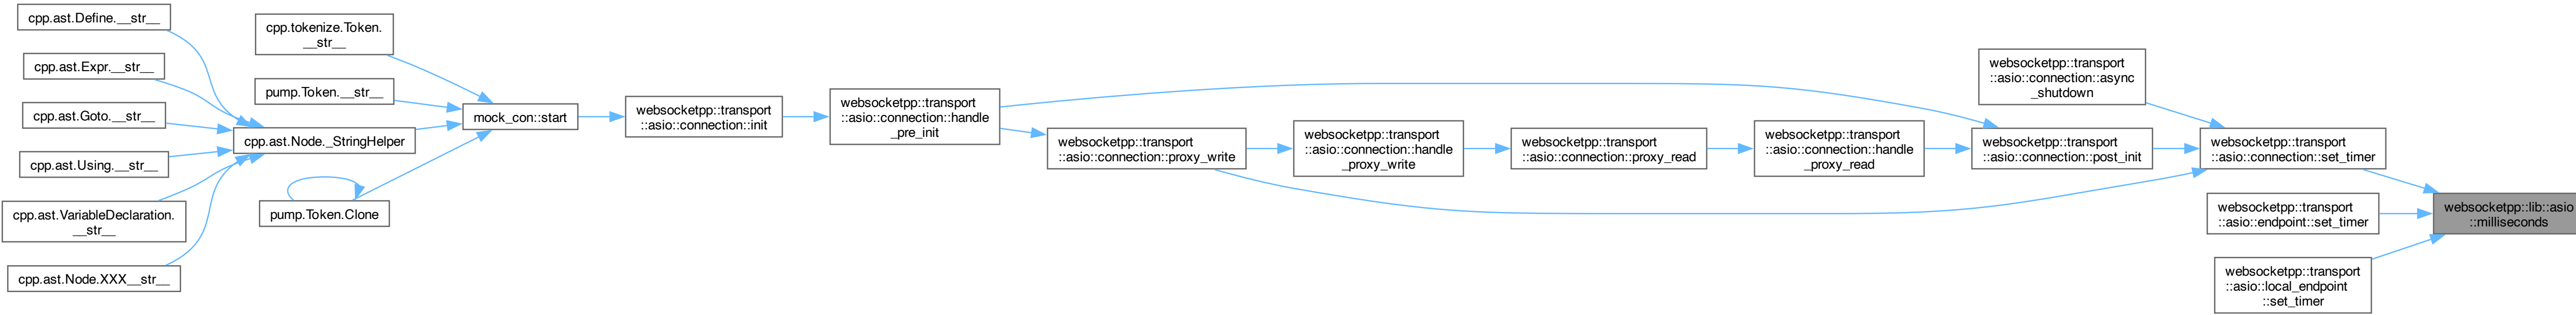 cpp.ast.Define.__str__
cpp.ast.Expr.__str__
cpp.ast.Goto.__str__
cpp.ast.Using.__str__
cpp.ast.VariableDeclaration.
__str__
cpp.ast.Node.XXX__str__
cpp.ast.Node._StringHelper
cpp.tokenize.Token.
__str__
pump.Token.__str__
pump.Token.Clone
mock_con::start
websocketpp::transport
::asio::connection::init
websocketpp::transport
::asio::connection::handle
_pre_init
websocketpp::transport
::asio::connection::proxy_write
websocketpp::transport
::asio::connection::handle
_proxy_write
websocketpp::transport
::asio::connection::proxy_read
websocketpp::transport
::asio::connection::handle
_proxy_read
websocketpp::transport
::asio::connection::async
_shutdown
websocketpp::transport
::asio::connection::post_init
websocketpp::transport
::asio::connection::set_timer
websocketpp::transport
::asio::endpoint::set_timer
websocketpp::transport
::asio::local_endpoint
::set_timer
websocketpp::lib::asio
::milliseconds